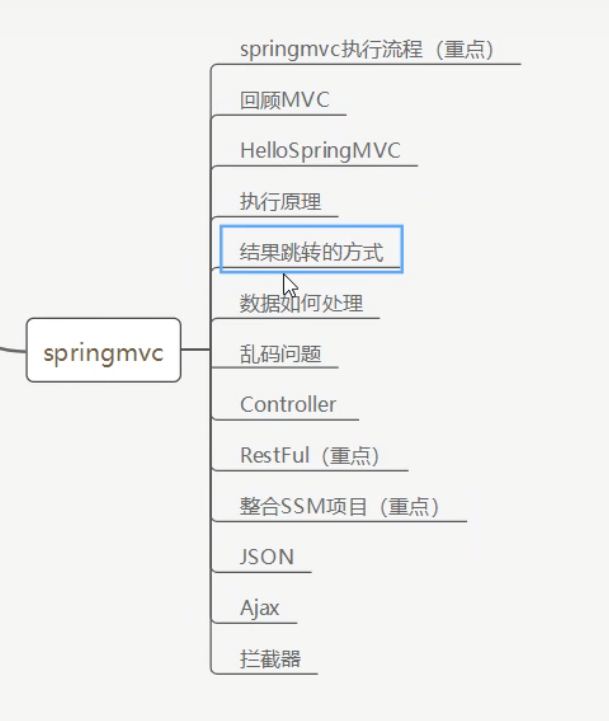 springmvc执行流程（重点）
回顾MVC
HelloSpringMVC
执行原理
结果跳转的方式
数据如何处理
springmvc
乱码问题
Controller
RestFul（重点）
整合SSM项目（重点）
JSON
Ajax
拦截器